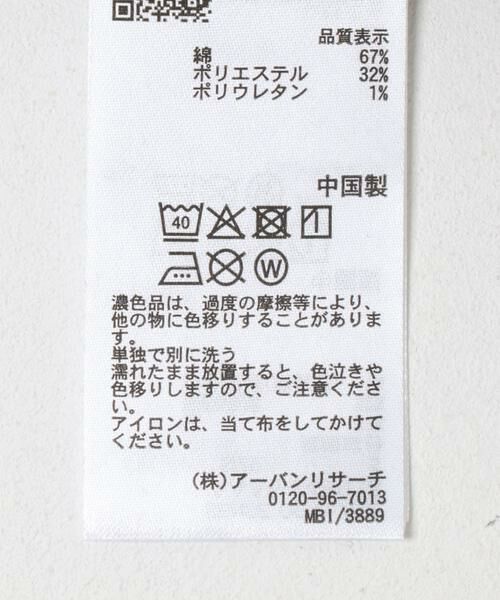 品質表示
綿 67%
ポリエステル 32%
ポリウレタン 1%
中国製
40
W
濃色品は、過度の摩擦等により、
他の物に色移りすることがありま
す。
単独で別に洗う
濡れたまま放置すると、色泣きや
色移りしますので、ご注意くださ
い。
アイロンは、当て布をしてかけて
ください。
(株)アーバンリサーチ
0120-96-7013
MBI/3889